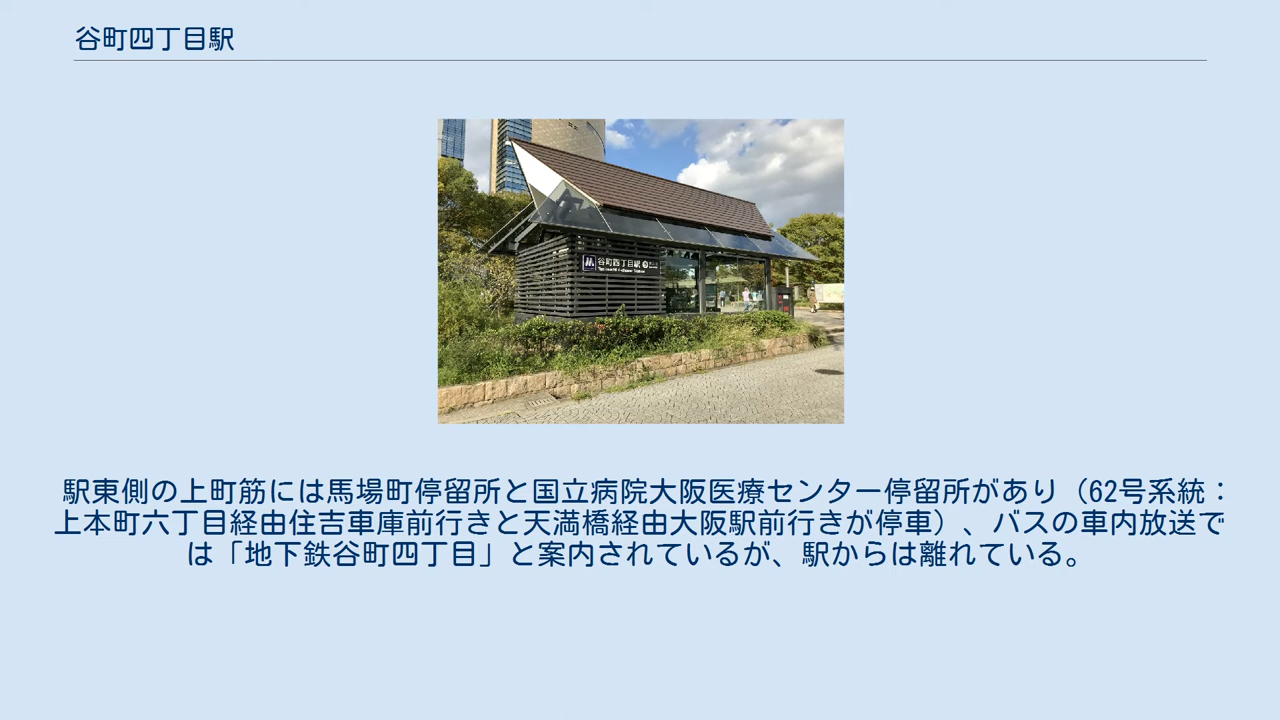 谷町四丁目駅
谷町四丁目駅
駅東側の上町筋には馬場町停留所と国立病院大阪医療センター停留所があり（62号系統：
上本町六丁目経由住吉車庫前行きと天満橋経由大阪駅前行きが停車）、バスの車内放送で
は「地下鉄谷町四丁目」と案内されているが、駅からは離れている。